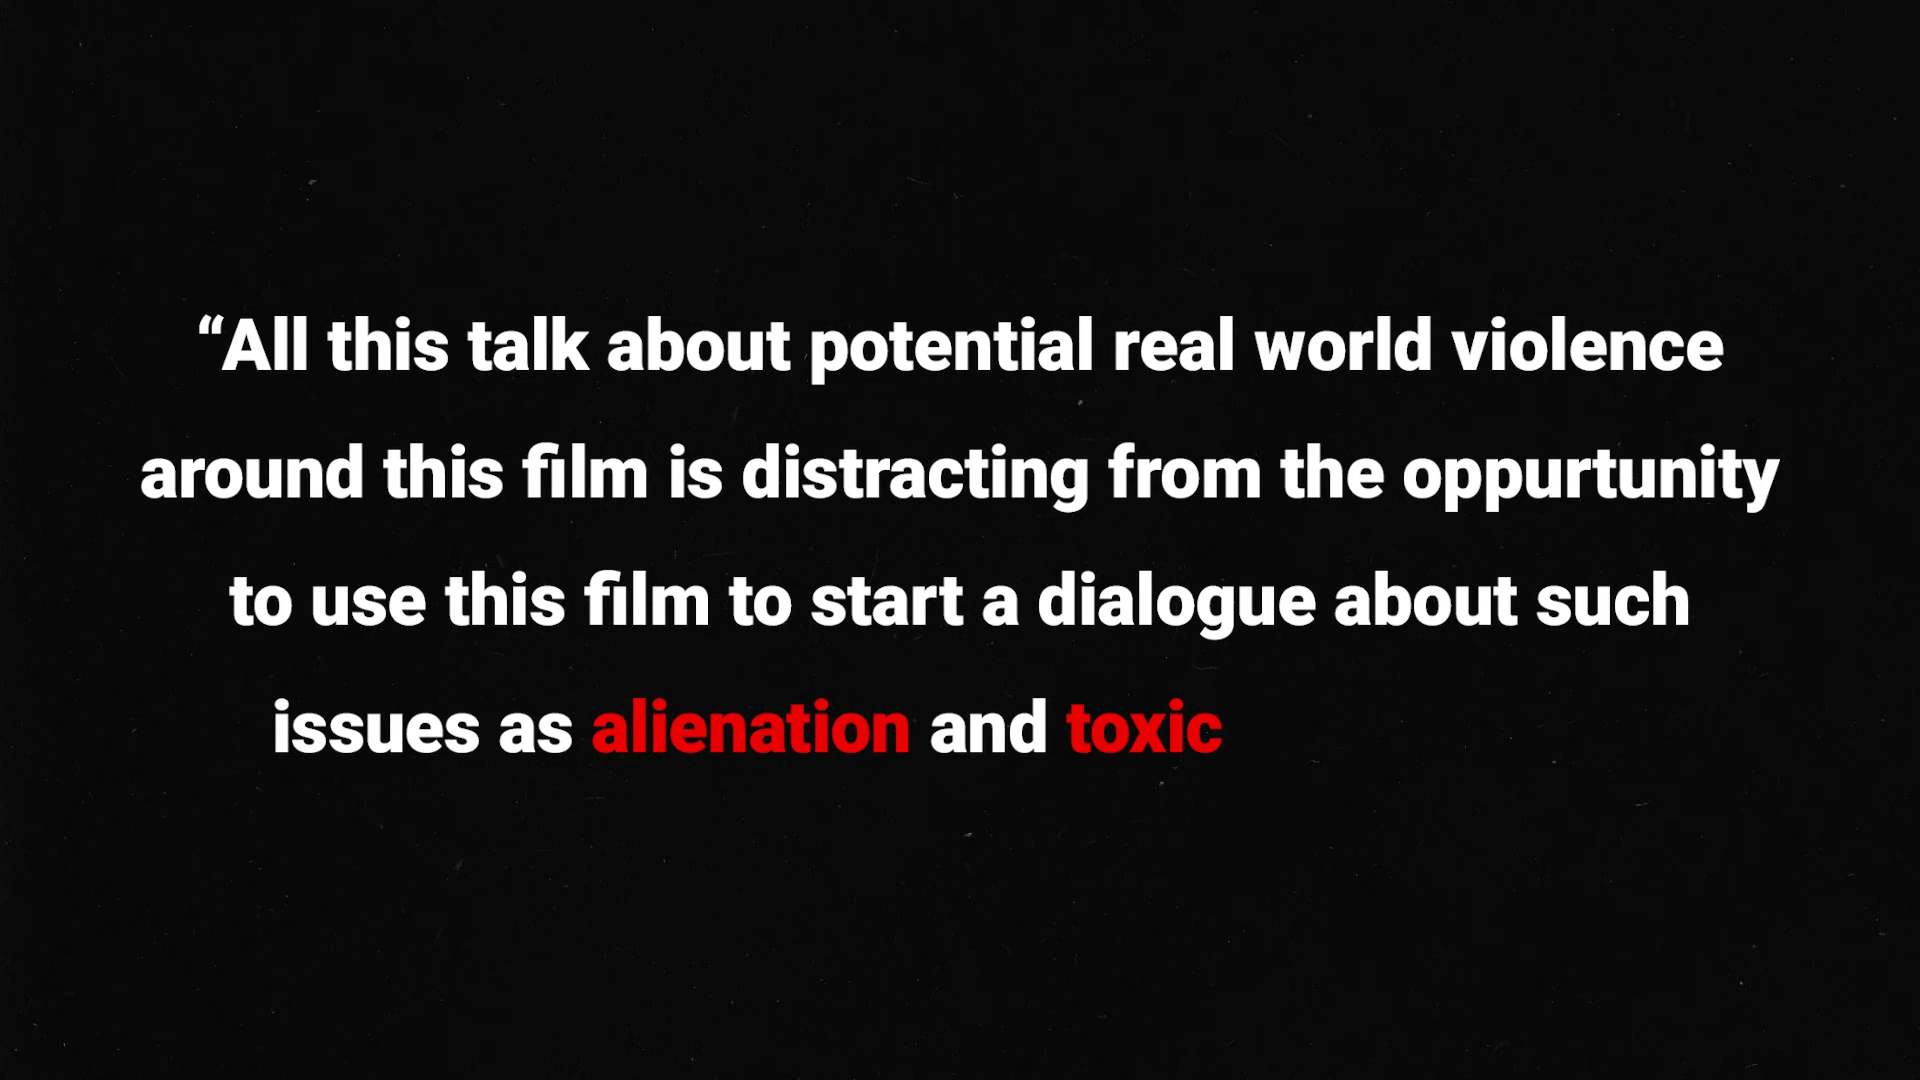 “All this talk about potential real world violence
around this film is distracting from the oppurtunity
to use this film to start a dialogue about such
issues as alienation and toxic